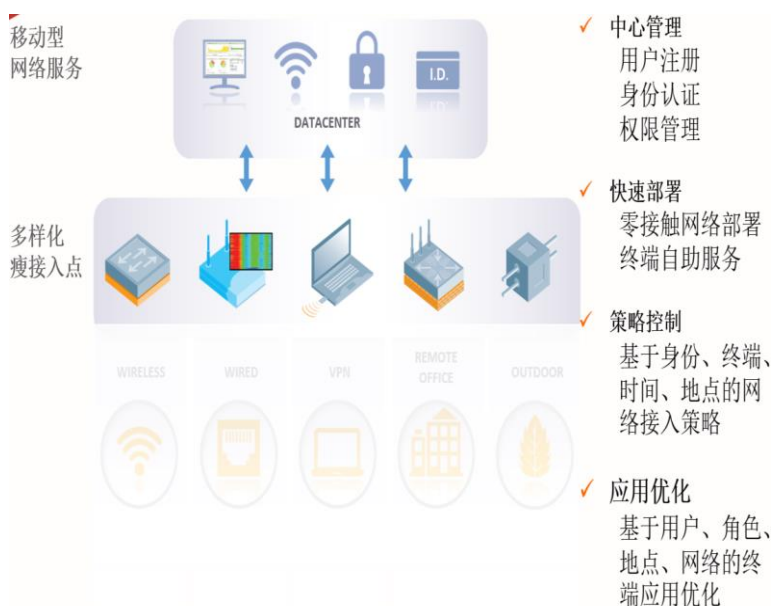 移动型
网络服务
I.D.
DATACENTER
多样化
瘦接入点
WIRELESS
WIRED
VPN
REMOTE
OFFICE
OUTDOOR
✓ 中心管理
用户注册
身份认证
权限管理
✓ 快速部署
零接触网络部署
终端自助服务
✓ 策略控制
基于身份、终端、
时间、地点的网
络接入策略
✓ 应用优化
基于用户、角色、
地点、网络的终
端应用优化